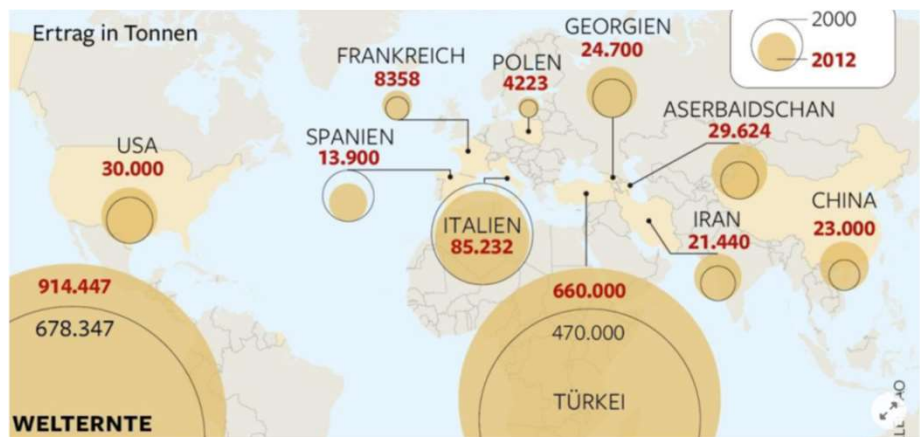 Ertrag in Tonnen
2000
2012
GEORGIEN
24.700
FRANKREICH
8358
POLEN
4223
ASERBAIDSCHAN
29.624
USA
30.000
SPANIEN
13.900
ITALIEN
85.232
IRAN
21.440
CHINA
23.000
914.447
678.347
WELTERNTE
660.000
470.000
TÜRKEI